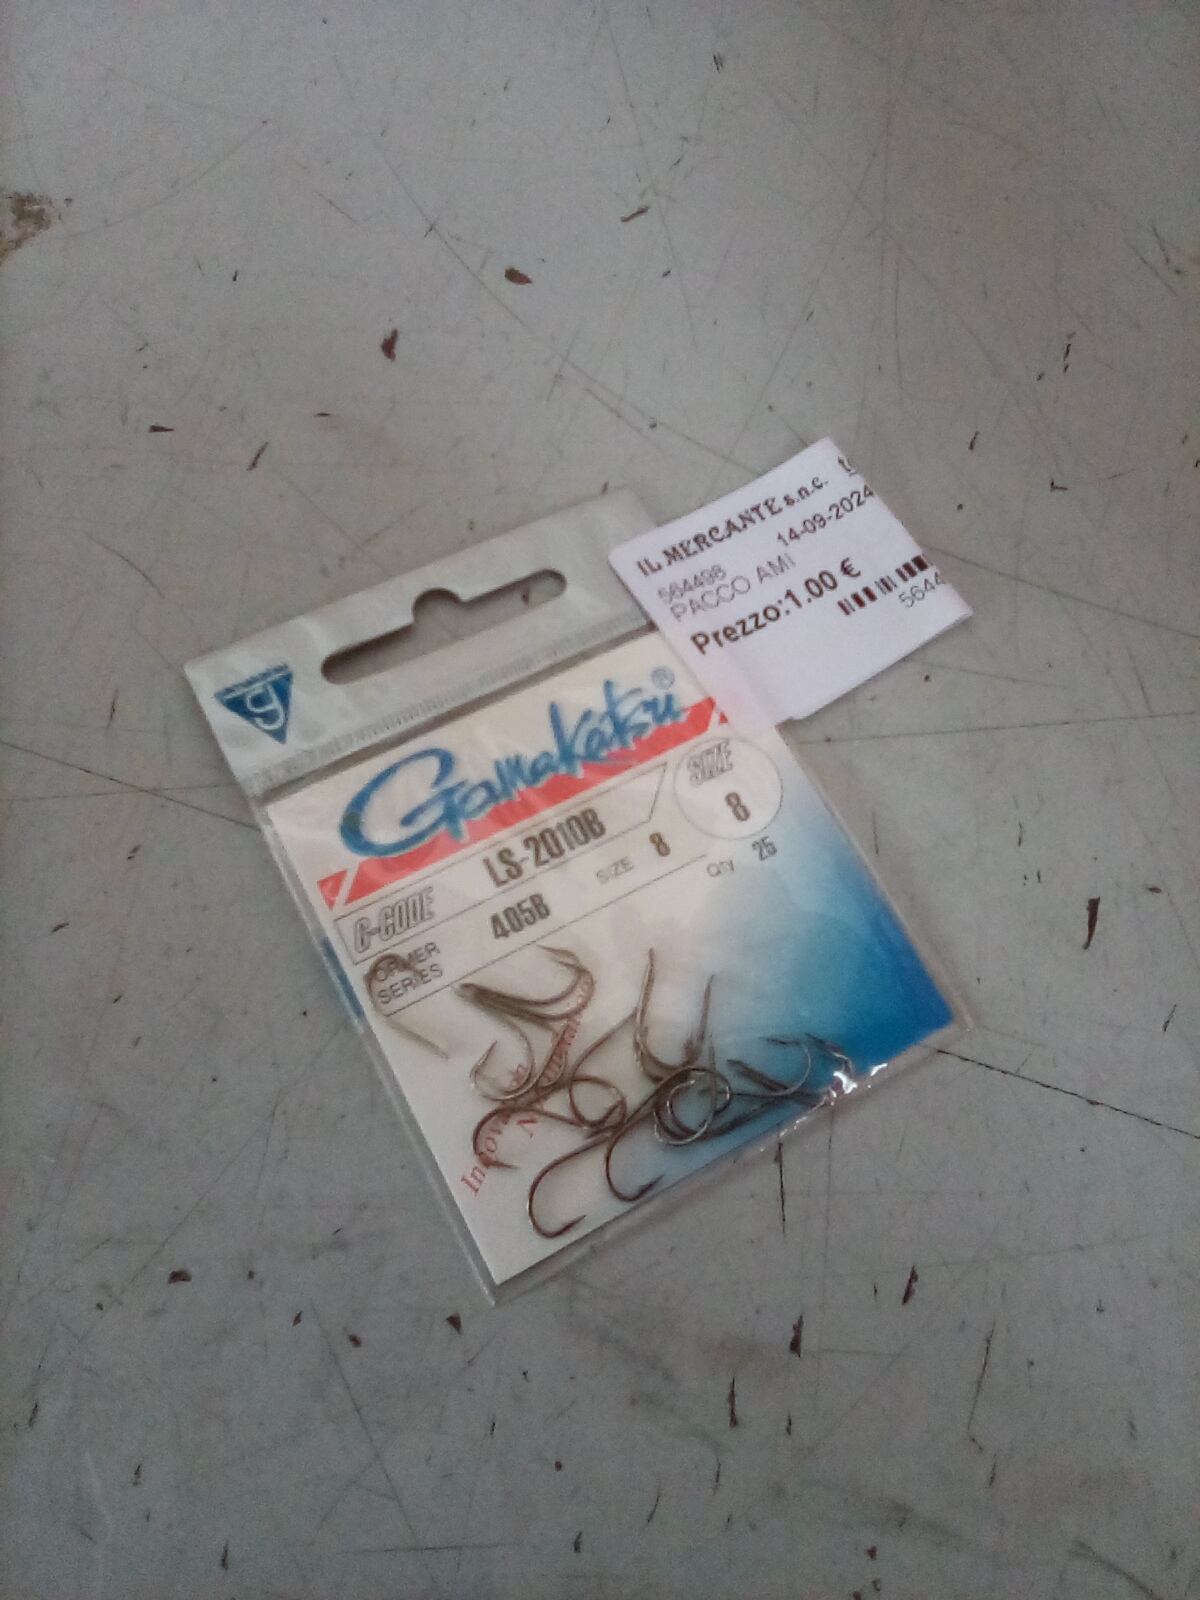 IL MERCANTE s.n.c.
564498
14-09-2024
PACCO AMI
Prezzo:1.00 €
g
Gamakatsu®
SIZE
8
G-CODE
LS-2010B
FORMER
SERIES
405B
SIZE 8
Qty 25